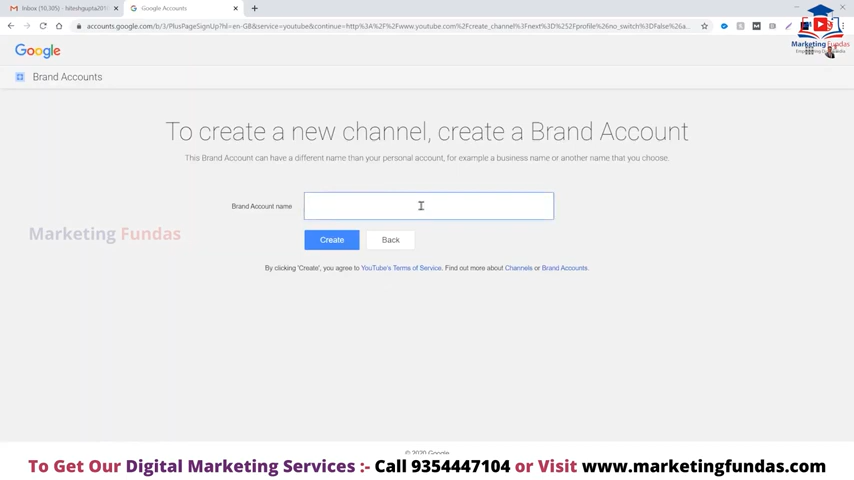 Inbox (10,305) - hiteshgupta201
Google Accounts
accounts.google.com/b/3/PlusPageSignUp?hl=en-GB&service=youtube&continue=http%3A%2F%2Fwww.youtube.com%2Fcreate_channel%3Fnext%3D%252Fprofile%26no_switch%3DFalse%26a...
Marketing Fundas
Google
Brand Accounts
To create a new channel, create a Brand Account
This Brand Account can have a different name than your personal account, for example a business name or another name that you choose.
Brand Account name
Marketing Fundas
Create Back
By clicking 'Create', you agree to YouTube's Terms of Service. Find out more about Channels or Brand Accounts.
© 2020 Google
To Get Our Digital Marketing Services :- Call 9354447104 or Visit www.marketingfundas.com